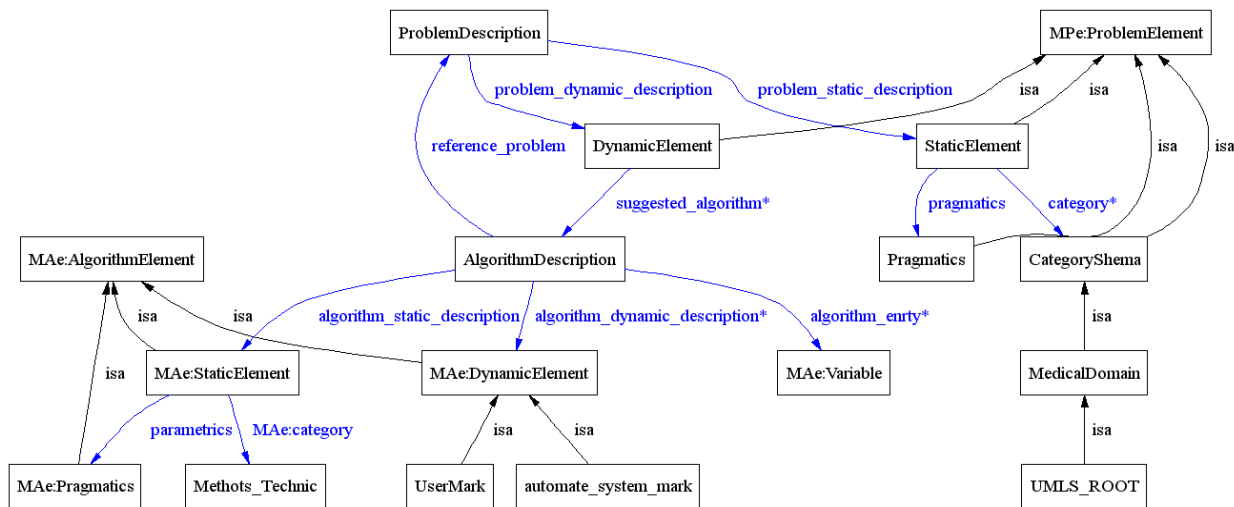 ProblemDescription
MPe:ProblemElement
problem_dynamic_description
problem_static_description
isa
isa
DynamicElement
StaticElement
reference_problem
isa
isa
suggested_algorithm*
pragmatics
category*
MAe:AlgorithmElement
AlgorithmDescription
Pragmatics
CategoryShema
algorithm_static_description
algorithm_dynamic_description*
algorithm_enrty*
isa
isa
isa
isa
MAe:StaticElement
MAe:DynamicElement
MAe:Variable
MedicalDomain
parametrics
MAe:category
isa
isa
isa
MAe:Pragmatics
Methots_Technic
UserMark
automate_system_mark
UMLS_ROOT